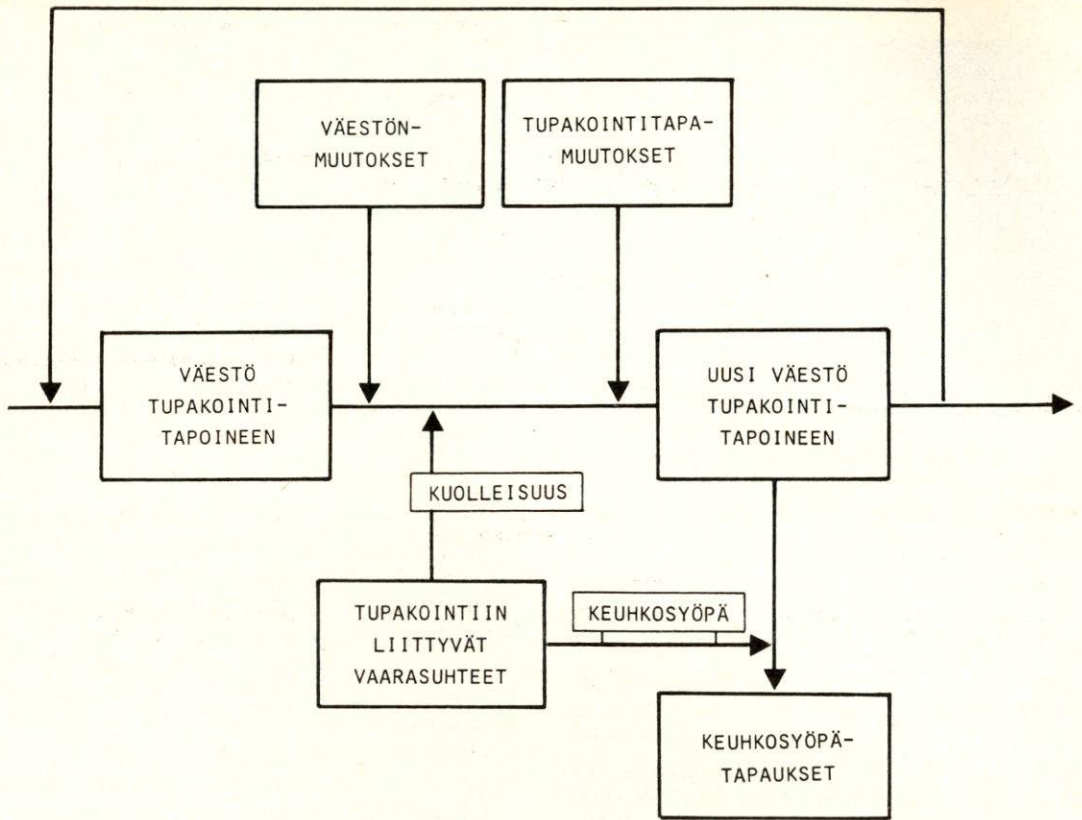 VÄESTÖN-
MUUTOKSET
TUPAKOINTITAPA-
MUUTOKSET
VÄESTÖ
TUPAKOINTI-
TAPOINEEN
UUSI VÄESTÖ
TUPAKOINTI-
TAPOINEEN
KUOLLEISUUS
TUPAKOINTIIN
LIITTYVÄT
VAARASUHTEET
KEUHKOSYÖPÄ
KEUHKOSYÖPÄ-
TAPAUKSET